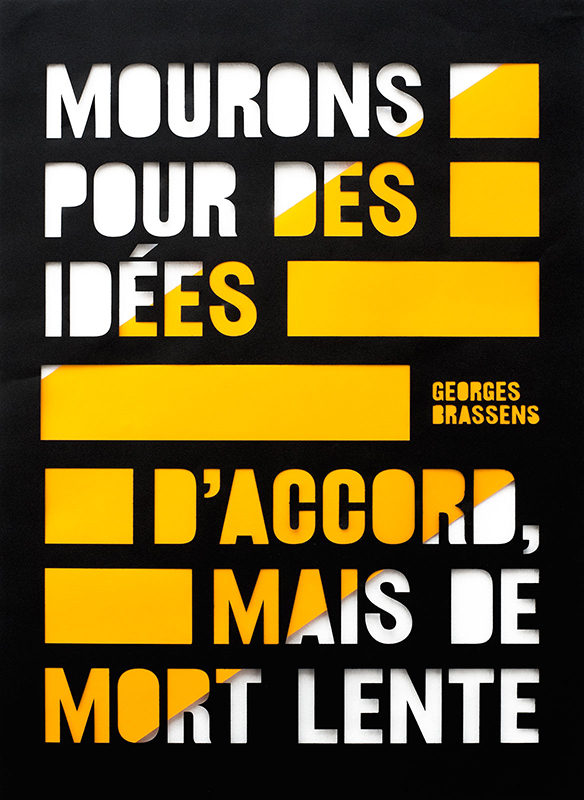 MOURONS
POUR DES
IDÉES
GEORGES
BRASSENS
D'ACCORD,
MAIS DE
MORT LENTE